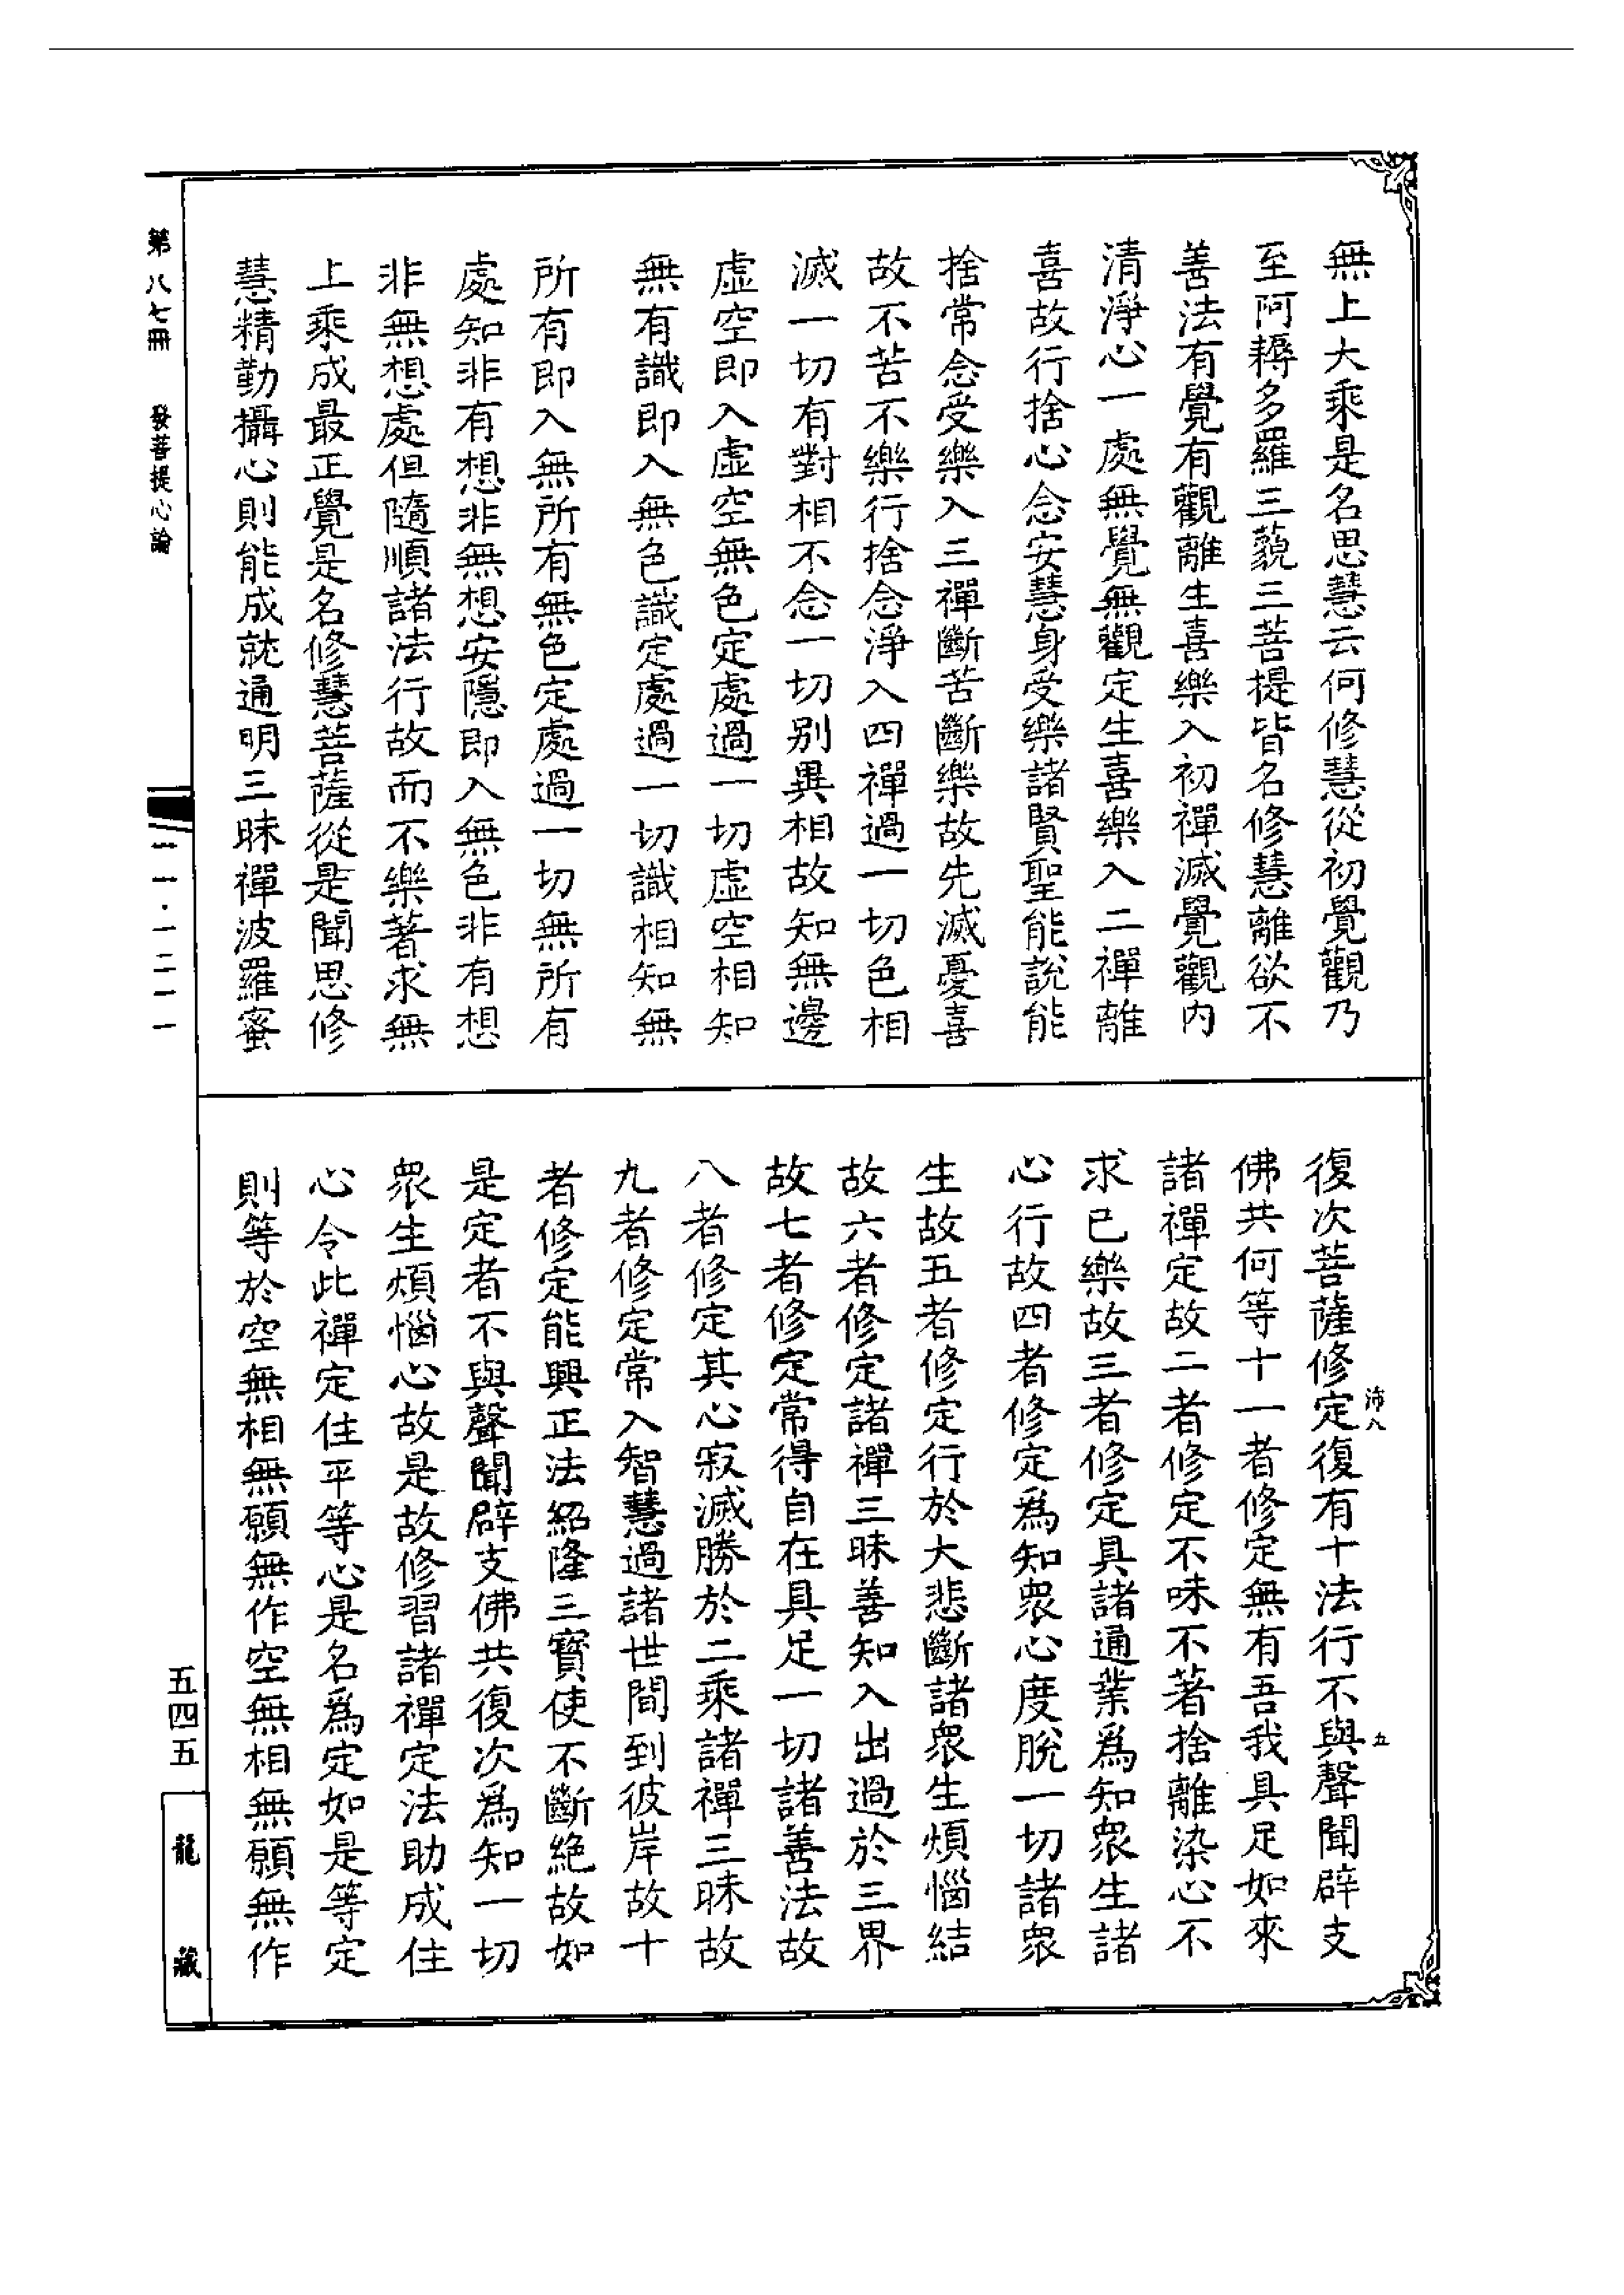 無上大乘是名思慧云何修慧從初覺觀乃
至阿耨多羅三藐三菩提皆名修慧離欲不
善法有覺有觀離生喜樂入初禪滅覺觀內
清淨心一處無覺無觀定生喜樂入二禪離
喜故行捨心念安慧身受樂諸賢聖能說能
捨常念受樂入三禪斷苦斷樂故先滅憂喜
故不苦不樂行捨念淨入四禪過一切色相
滅一切有對相不念一切別異相故知無邊
虛空即入虛空無色定處過一切虛空相知
無有識即入無色識定處過一切識相知無
所有即入無所有無色定處過一切無所有
處知非有想非無想安隱即入無色非有想
非無想處但隨順諸法行故而不樂著求無
上乘成最正覺是名修慧菩薩從是聞思修
慧精勤攝心則能成就通明三昧禪波羅蜜
復次菩薩修定復有十法行不與聲聞辟支
佛共何等十一者修定無有吾我具足如來
諸禪定故二者修定不味不著捨離染心不
求已樂故三者修定具諸通業爲知衆生諸
心行故四者修定爲知衆心度脫一切諸衆
生故五者修定行於大悲斷諸衆生煩惱結
故六者修定諸禪三昧善知入出過於三界
故七者修定常得自在具足一切諸善法故
八者修定其心寂滅勝於二乘諸禪三昧故
九者修定常入智慧過諸世間到彼岸故十
者修定能興正法紹隆三寶使不斷絶故如
是定者不與聲聞辟支佛共復次爲知一切
衆生煩惱心故是故修習諸禪定法助成住
心令此禪定住平等心是名爲定如是等定
則等於空無相無願無作空無相無願無作
沛八
五
第八七冊 發菩提心論
五四五
龍藏